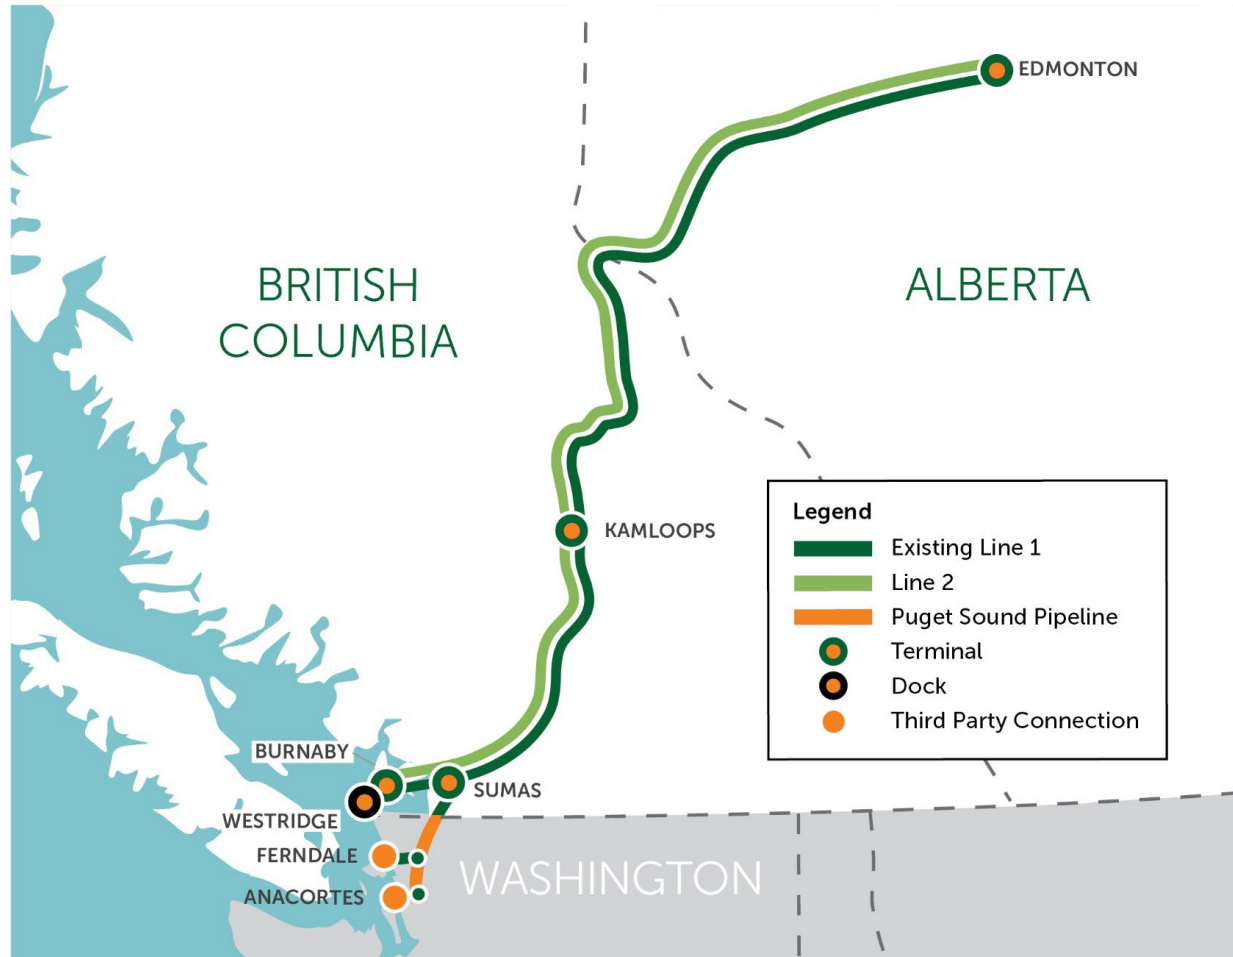 EDMONTON
BRITISH
COLUMBIA
ALBERTA
Legend
Existing Line 1
Line 2
Puget Sound Pipeline
Terminal
Dock
Third Party Connection
KAMLOOPS
BURNABY
SUMAS
WESTRIDGE
FERNDALE
WASHINGTON
ANACORTES